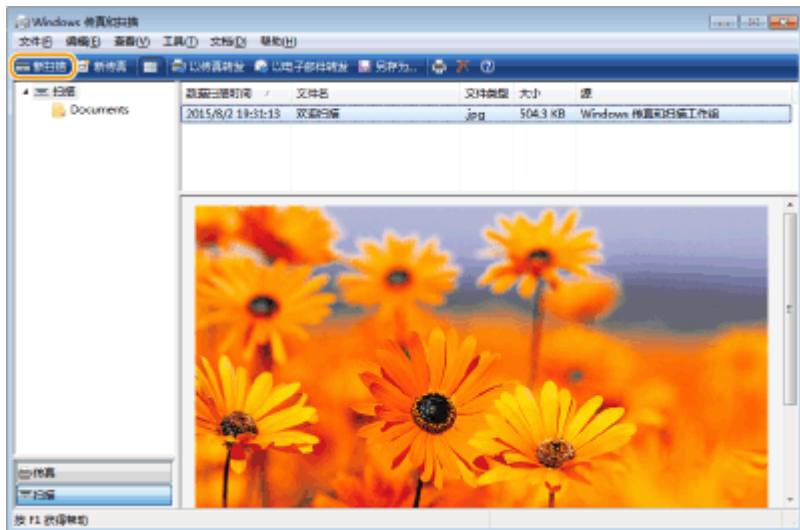 Windows 传真和扫描
文件(F) 编辑(E) 查看(V) 工具(T) 文档(D) 帮助(H)
新扫描 新传真 以传真转发 以电子邮件转发 另存为...
扫描
Documents
数据扫描时间 文件名 文件类型 大小 源
2015/8/2 19:31:13 欢迎扫描 .jpg 504.3 KB Windows 传真和扫描工作组
传真
扫描
按 F1 获得帮助